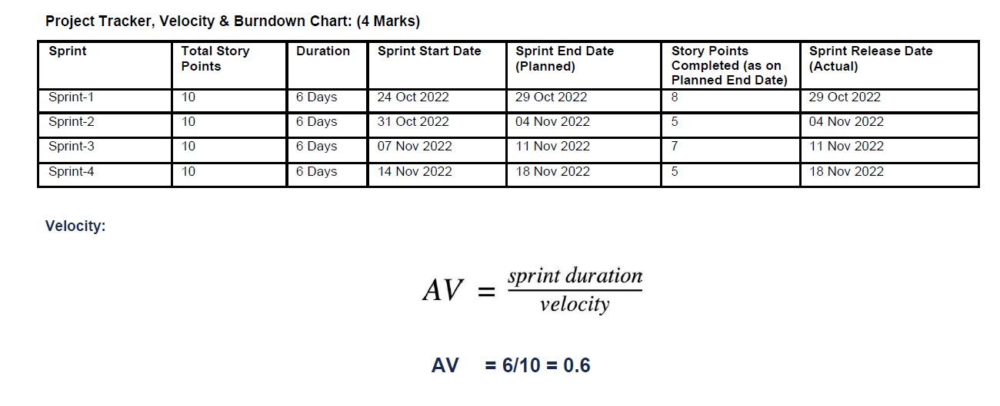 Project Tracker, Velocity & Burndown Chart: (4 Marks)
Sprint Total Story Points Duration Sprint Start Date Sprint End Date (Planned) Story Points Completed (as on Planned End Date) Sprint Release Date (Actual)
Sprint-1 10 6 Days 24 Oct 2022 29 Oct 2022 8 29 Oct 2022
Sprint-2 10 6 Days 31 Oct 2022 04 Nov 2022 5 04 Nov 2022
Sprint-3 10 6 Days 07 Nov 2022 11 Nov 2022 7 11 Nov 2022
Sprint-4 10 6 Days 14 Nov 2022 18 Nov 2022 5 18 Nov 2022
Velocity:
AV = sprint duration
velocity
AV = 6/10 = 0.6